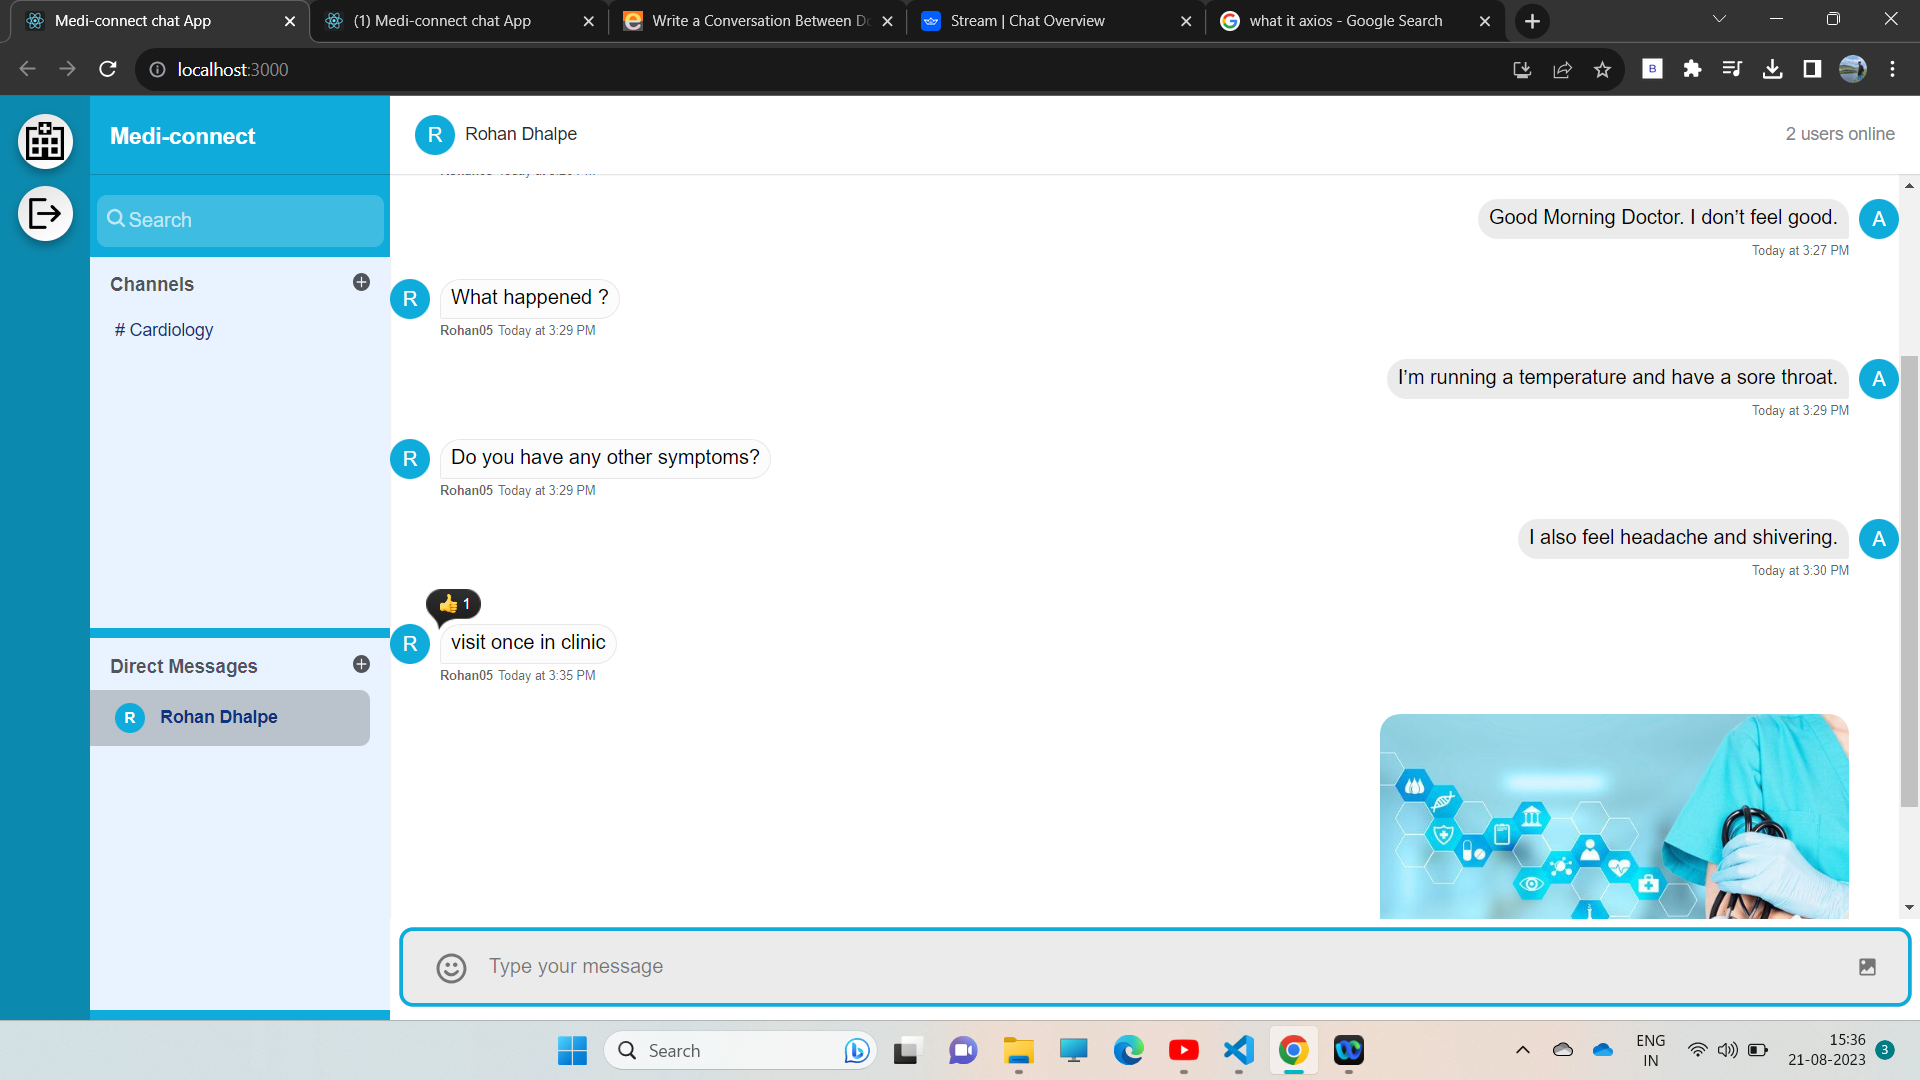 Medi-connect chat App
(1) Medi-connect chat App
Write a Conversation Between Do
Stream | Chat Overview
what it axios - Google Search
localhost:3000
B
Medi-connect
R
Rohan Dhalpe
2 users online
Search
Good Morning Doctor. I don’t feel good.
A
Today at 3:27 PM
Channels
# Cardiology
R
What happened ?
Rohan05 Today at 3:29 PM
I’m running a temperature and have a sore throat.
A
Today at 3:29 PM
R
Do you have any other symptoms?
Rohan05 Today at 3:29 PM
I also feel headache and shivering.
A
Today at 3:30 PM
1
R
visit once in clinic
Rohan05 Today at 3:35 PM
Direct Messages
R
Rohan Dhalpe
Type your message
Search
ENG
IN
15:36
21-08-2023
3